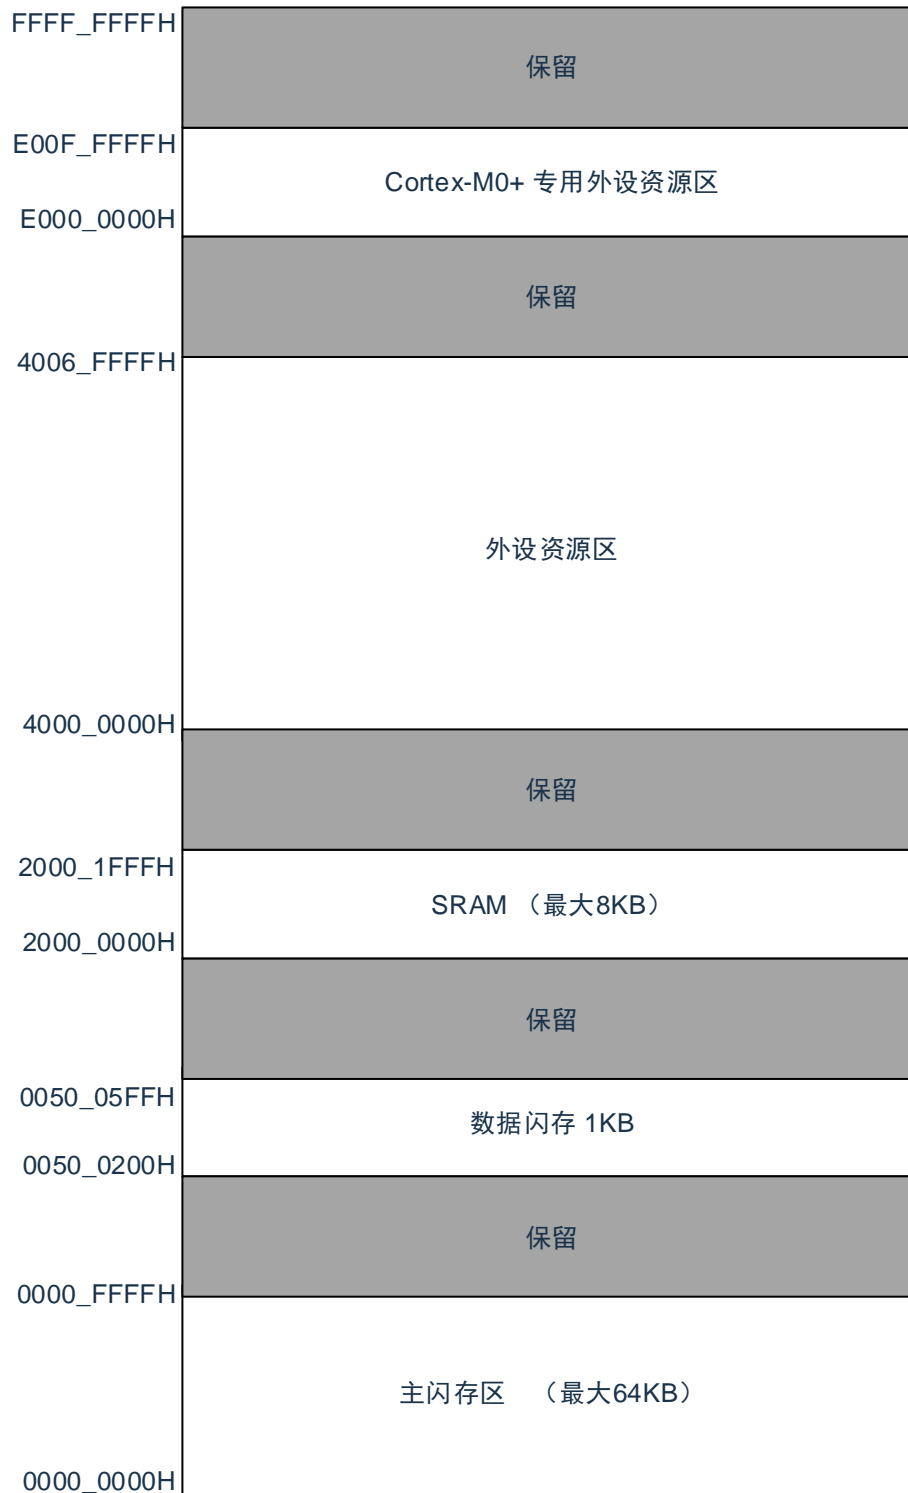 FFFF_FFFFH
保留
E00F_FFFFH
Cortex-M0+ 专用外设资源区
E000_0000H
保留
4006_FFFFH
外设资源区
4000_0000H
保留
2000_1FFFH
SRAM （最大8KB）
2000_0000H
保留
0050_05FFH
数据闪存 1KB
0050_0200H
保留
0000_FFFFH
主闪存区 （最大64KB）
0000_0000H